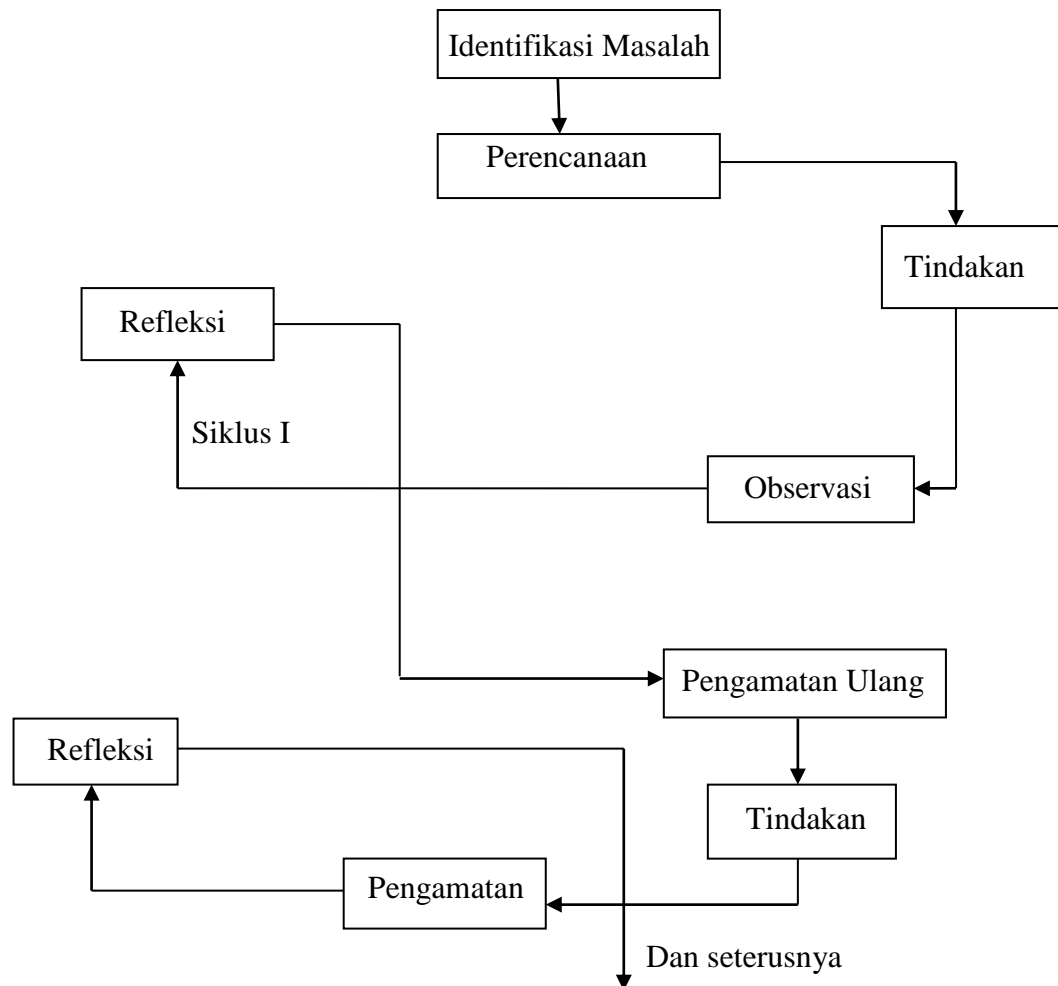 Identifikasi Masalah
Perencanaan
Tindakan
Refleksi
Siklus I
Observasi
Pengamatan Ulang
Refleksi
Tindakan
Pengamatan
Dan seterusnya